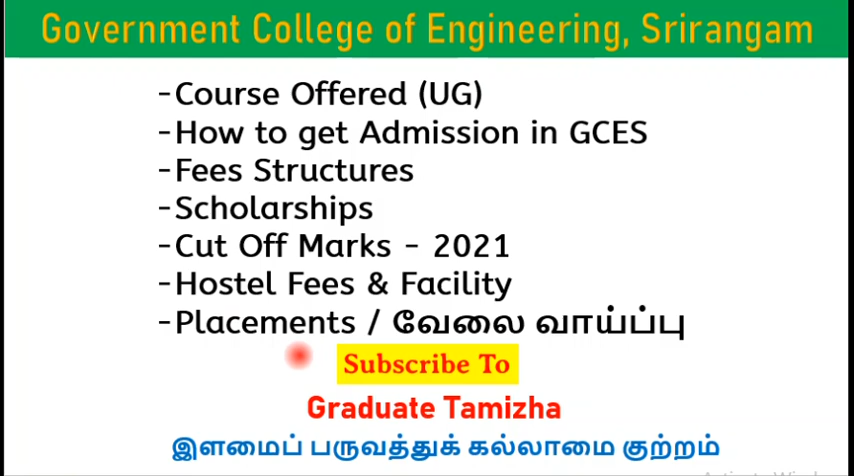 Government College of Engineering, Srirangam
-Course Offered (UG)
-How to get Admission in GCES
-Fees Structures
-Scholarships
-Cut Off Marks - 2021
-Hostel Fees & Facility
-Placements / வேலை வாய்ப்பு
Subscribe To
Graduate Tamizha
இளமைப் பருவத்துக் கல்லாமை குற்றம்